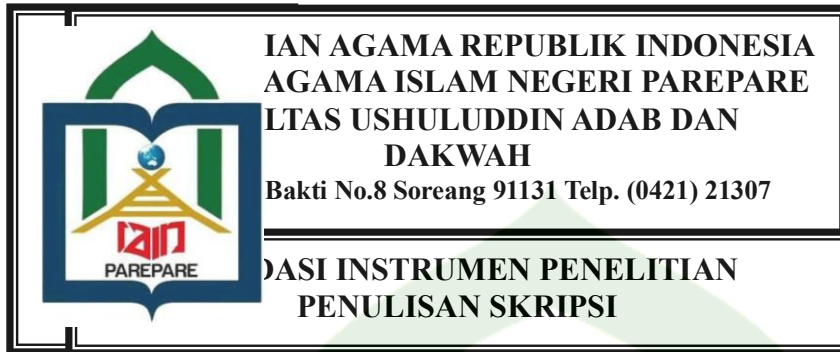 IAN AGAMA REPUBLIK INDONESIA
AGAMA ISLAM NEGERI PAREPARE
LTAS USHULUDDIN ADAB DAN
DAKWAH
Bakti No.8 Soreang 91131 Telp. (0421) 21307
iain
PAREPARE
DASI INSTRUMEN PENELITIAN
PENULISAN SKRIPSI